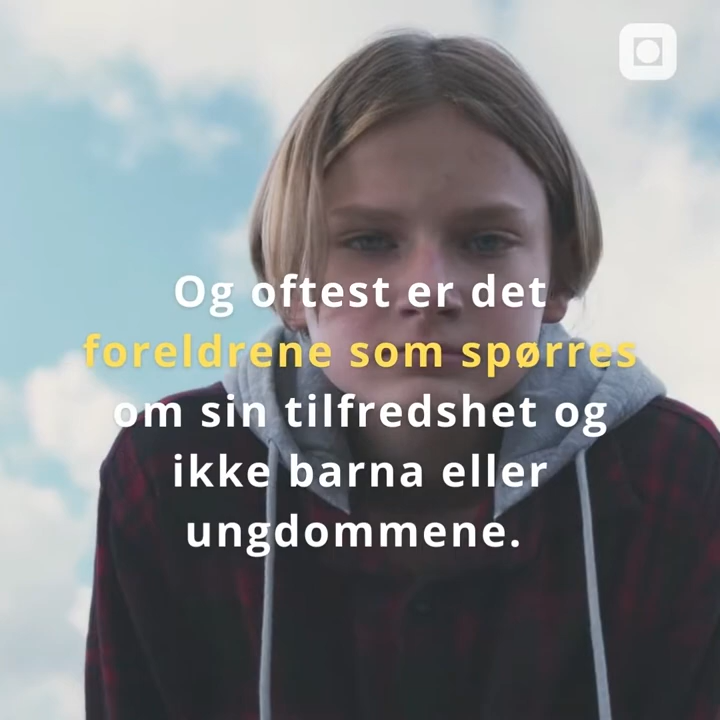 Og oftest er det
foreldrene som spørres
om sin tilfredshet og
ikke barna eller
ungdommene.